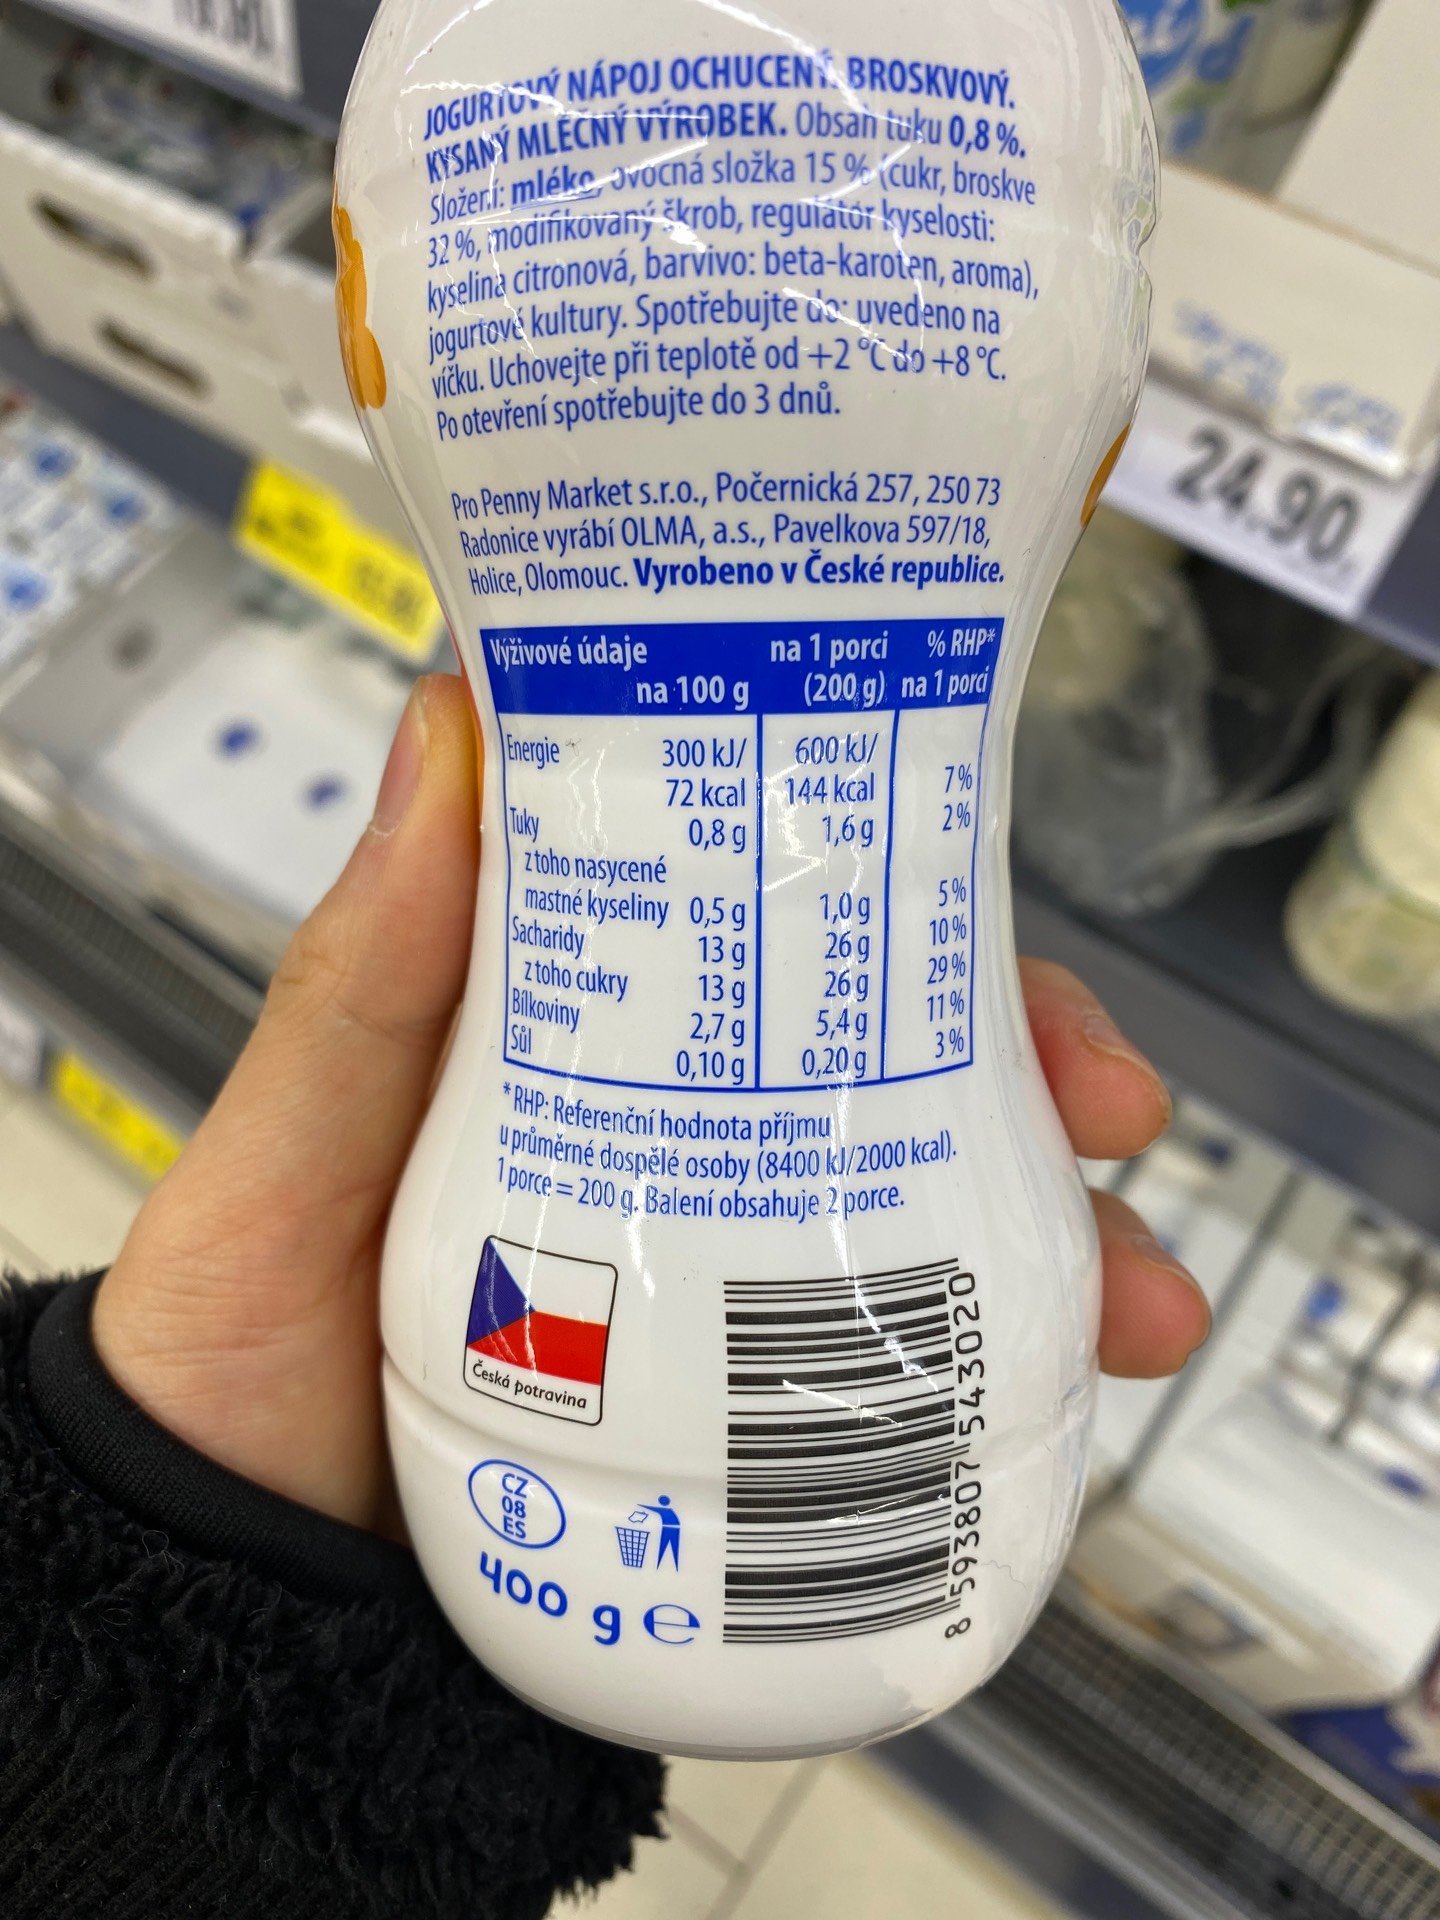 JOGURTOVÝ NÁPOJ OCHUCENÝ. BROSKVOVÝ.
KYSANÝ MLÉČNÝ VÝROBEK. Obsah tuku 0,8 %.
Složení: mléko, ovocná složka 15 % (cukr, broskve
32 %, modifikovaný škrob, regulátor kyselosti:
kyselina citronová, barvivo: beta-karoten, aroma),
jogurtové kultury. Spotřebujte do: uvedeno na
víčku. Uchovejte při teplotě od +2 °C do +8 °C.
Po otevření spotřebujte do 3 dnů.
Pro Penny Market s.r.o., Počernická 257, 250 73
Radonice vyrábí OLMA, a.s., Pavelkova 597/18,
Holice, Olomouc. Vyrobeno v České republice.
Výživové údaje na 1 porci % RHP*
na 100 g (200 g) na 1 porci
Energie 300 kJ/ 600 kJ/
72 kcal 144 kcal 7 %
Tuky 0,8 g 1,6 g 2 %
z toho nasycené
mastné kyseliny 0,5 g 1,0 g 5 %
Sacharidy 13 g 26 g 10 %
z toho cukry 13 g 26 g 29 %
Bílkoviny 2,7 g 5,4 g 11 %
Sůl 0,10 g 0,20 g 3 %
* RHP: Referenční hodnota příjmu
u průměrné dospělé osoby (8400 kJ/2000 kcal).
1 porce = 200 g. Balení obsahuje 2 porce.
Česká potravina
CZ
08
ES
400 g ℮
8 593807 543020
24.90